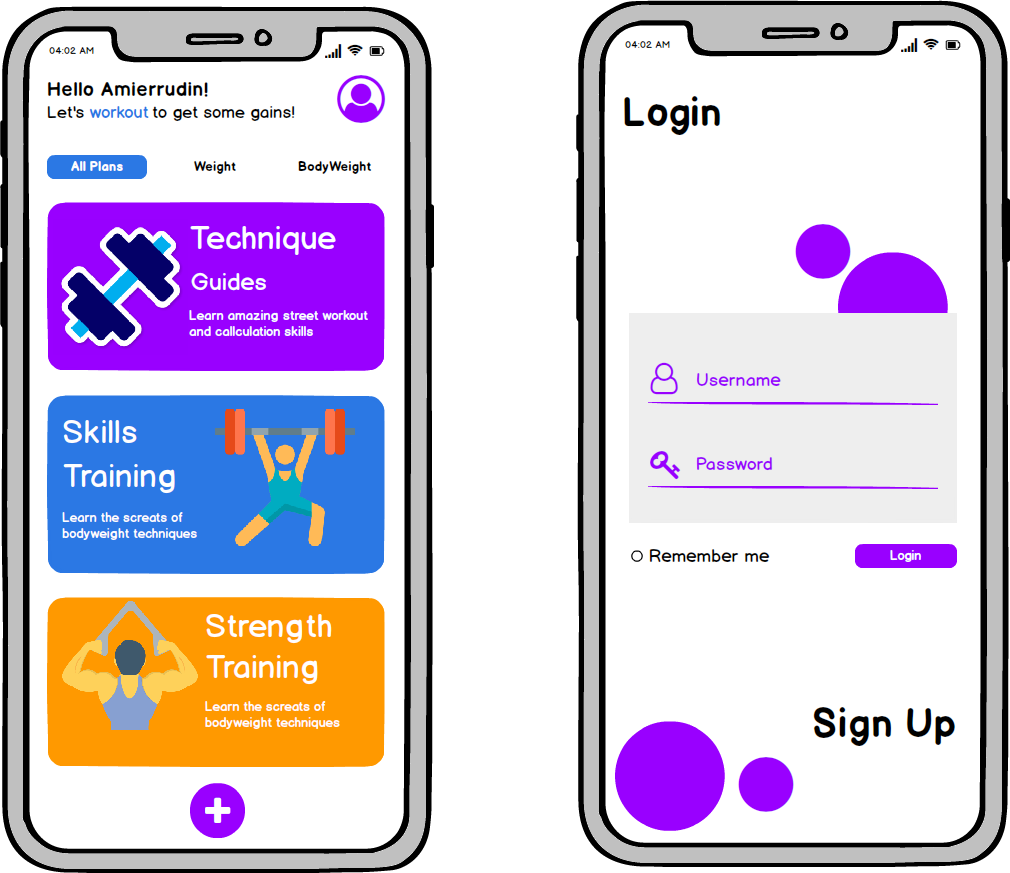 04:02 AM
Hello Amierrudin!
Let's workout to get some gains!
All Plans
Weight
BodyWeight
Technique
Guides
Learn amazing street workout
and callculation skills
Skills
Training
Learn the screats of
bodyweight techniques
Strength
Training
Learn the screats of
bodyweight techniques
04:02 AM
Login
Username
Password
Remember me
Login
Sign Up